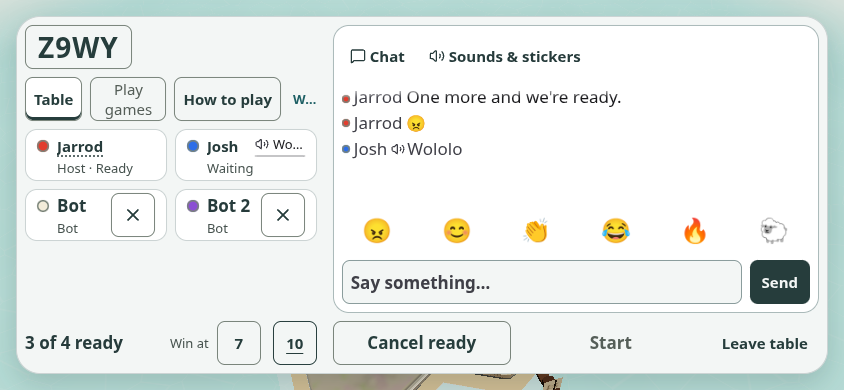 Z9WY
Table
Play games
How to play
W...
Jarrod
Host · Ready
Josh
Wo...
Waiting
Bot
Bot
Bot 2
Bot
3 of 4 ready
Win at
7
10
Chat
Sounds & stickers
Jarrod One more and we're ready.
Jarrod 😠
Josh Wololo
😠 😊 👏 😂 🔥 🐑
Say something...
Send
Cancel ready
Start
Leave table